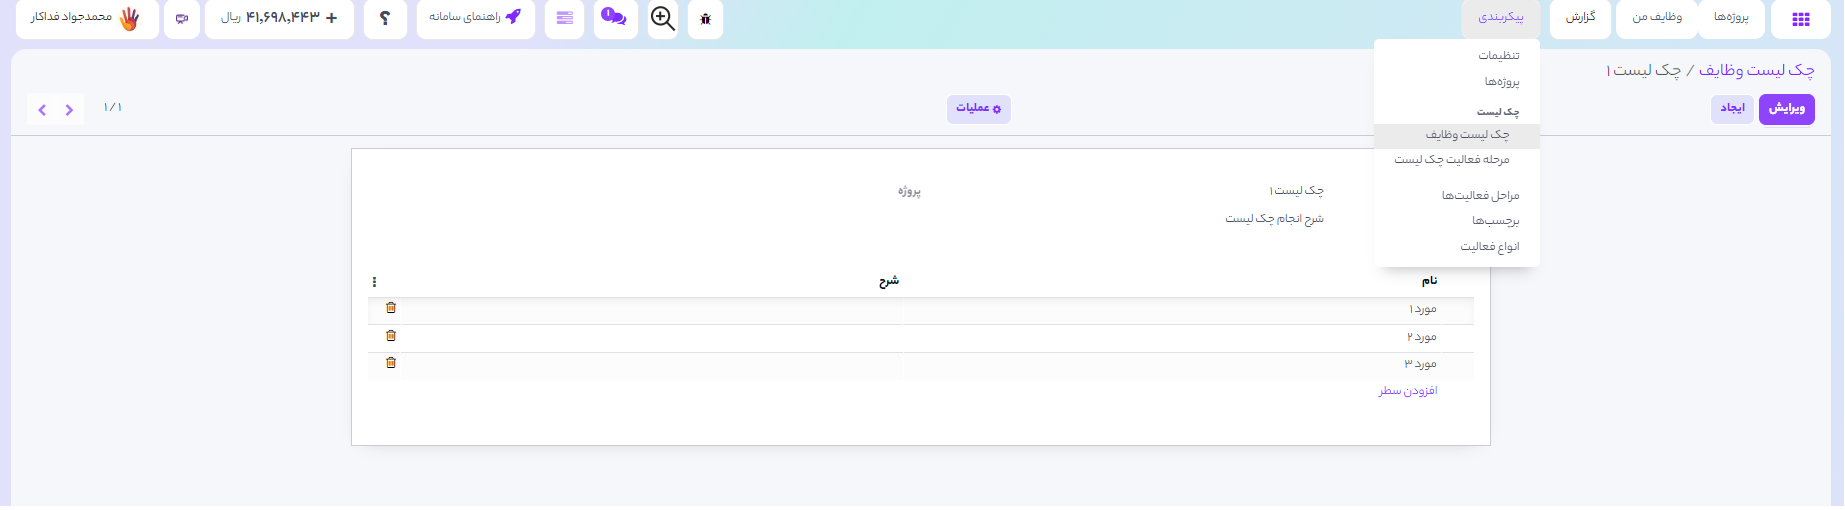 پروژه‌ها
وظایف من
گزارش
پیکربندی
راهنمای سامانه
1
؟
+ ۴۱,۶۹۸,۴۴۳ ریال
محمدجواد فداکار
تنظیمات
پروژه‌ها
چک لیست
چک لیست وظایف
مرحله فعالیت چک لیست
مراحل فعالیت‌ها
برچسب‌ها
انواع فعالیت
چک لیست وظایف / چک لیست ۱
ویرایش
ایجاد
عملیات
۱ / ۱
چک لیست ۱
پروژه
شرح انجام چک لیست
نام
شرح
مورد ۱
مورد ۲
مورد ۳
افزودن سطر